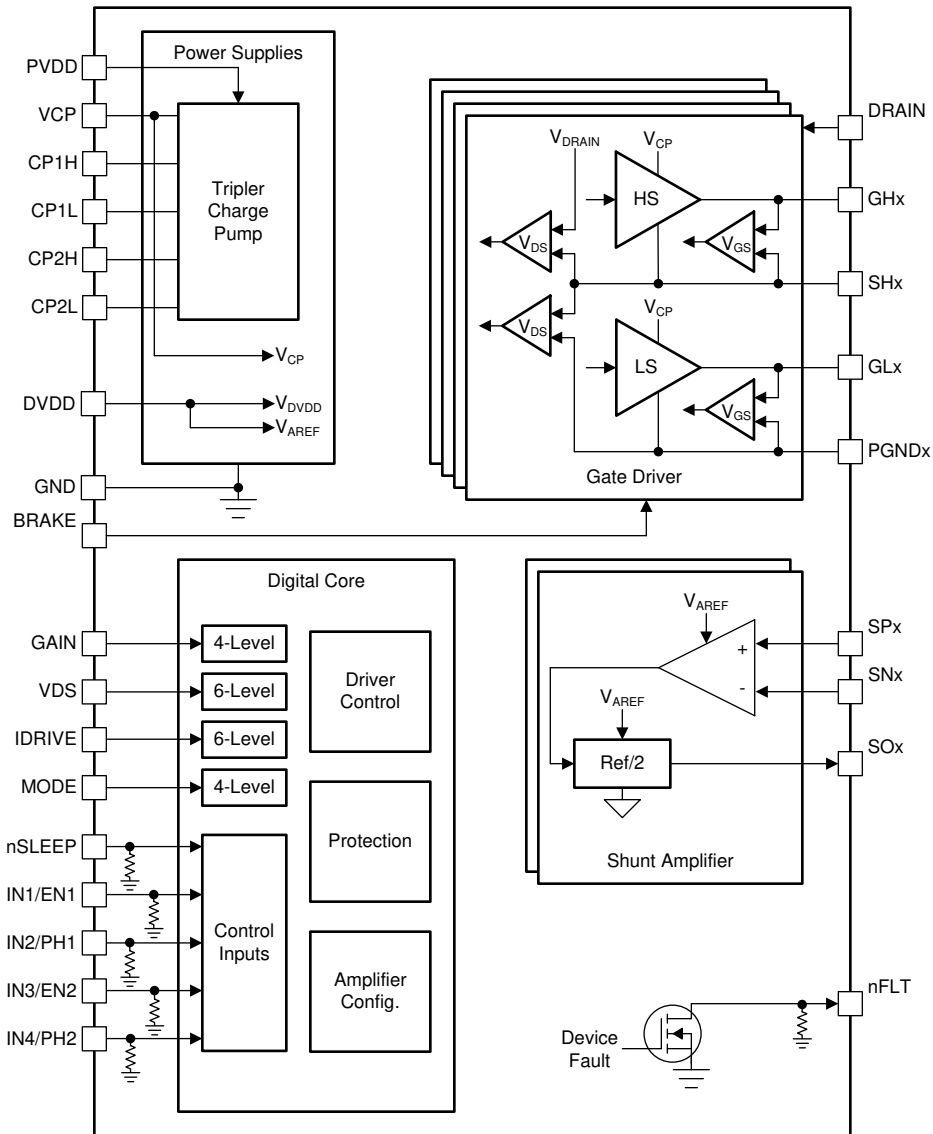 PVDD
VCP
CP1H
CP1L
CP2H
CP2L
DVDD
GND
BRAKE
GAIN
VDS
IDRIVE
MODE
nSLEEP
IN1/EN1
IN2/PH1
IN3/EN2
IN4/PH2
Power Supplies
Tripler
Charge
Pump
VCP
VDVDD
VAREF
VDRAIN
VCP
HS
VDS
VGS
VDS
VCP
LS
VGS
Gate Driver
DRAIN
GHx
SHx
GLx
PGNDx
Digital Core
4-Level
6-Level
6-Level
4-Level
Driver
Control
Protection
Control
Inputs
Amplifier
Config.
VAREF
+
-
VAREF
Ref/2
Shunt Amplifier
SPx
SNx
SOx
nFLT
Device
Fault